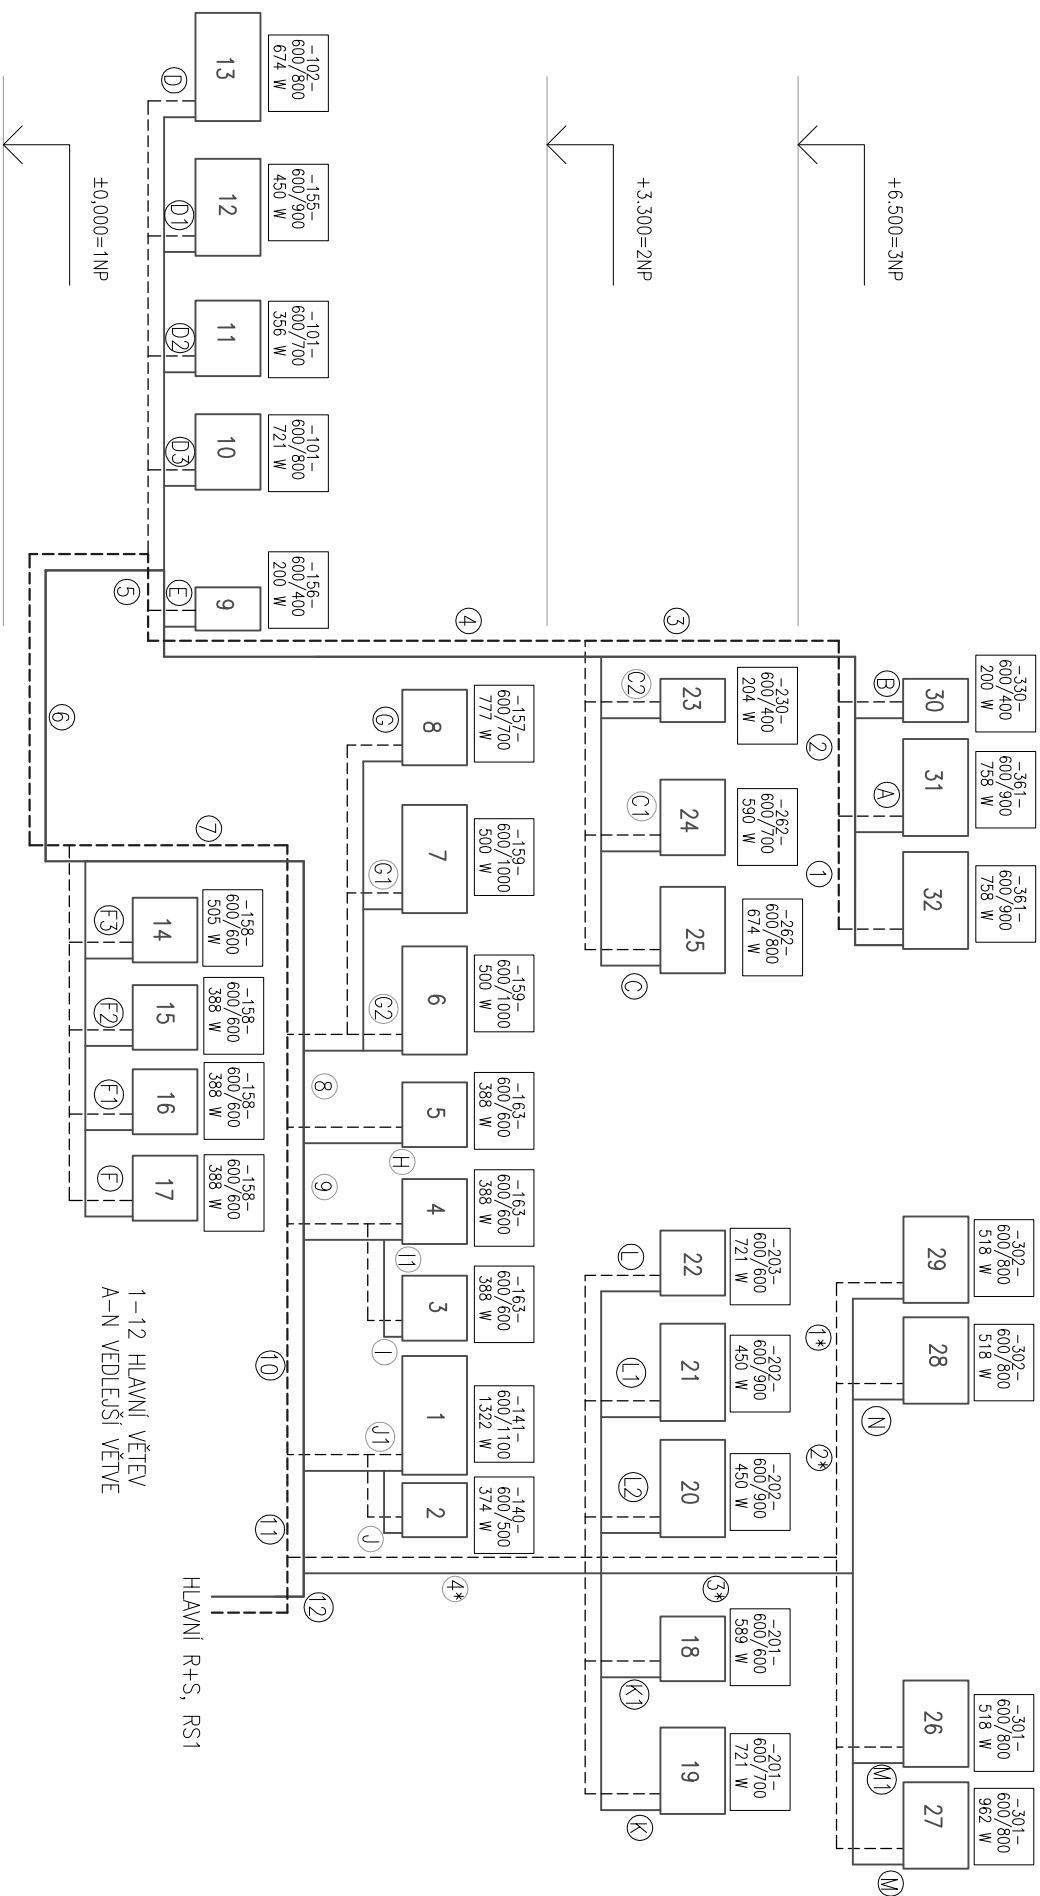 +6.500=3NP
-330-
600/400
200 W
30
B
-361-
600/900
758 W
31
A
-361-
600/900
758 W
32
-302-
600/800
518 W
29
-302-
600/800
518 W
28
N
-301-
600/800
518 W
26
M1
-301-
600/800
962 W
27
M
2
1
1*
2*
3
3*
+3.300=2NP
-230-
600/400
204 W
23
C2
-262-
600/700
590 W
24
C1
-262-
600/800
674 W
25
C
-203-
600/600
721 W
22
L
-202-
600/900
450 W
21
L1
-202-
600/900
450 W
20
L2
-201-
600/600
589 W
18
K1
-201-
600/700
721 W
19
K
4
4*
-157-
600/700
777 W
8
G
-159-
600/1000
500 W
7
G1
-159-
600/1000
500 W
6
G2
-163-
600/600
388 W
5
H
-163-
600/600
388 W
4
I1
-163-
600/600
388 W
3
I
-141-
600/1100
1322 W
1
J1
-140-
600/500
374 W
2
J
8
9
10
11
12
-102-
600/800
674 W
13
D
-155-
600/900
450 W
12
D1
-101-
600/700
356 W
11
D2
-101-
600/800
721 W
10
D3
-156-
600/400
200 W
9
E
5
6
7
-158-
600/600
505 W
14
F3
-158-
600/600
388 W
15
F2
-158-
600/600
388 W
16
F1
-158-
600/600
388 W
17
F
HLAVNÍ R+S, RS1
±0,000=1NP
1-12 HLAVNÍ VĚTEV
A-N VEDLEJŠÍ VĚTVE